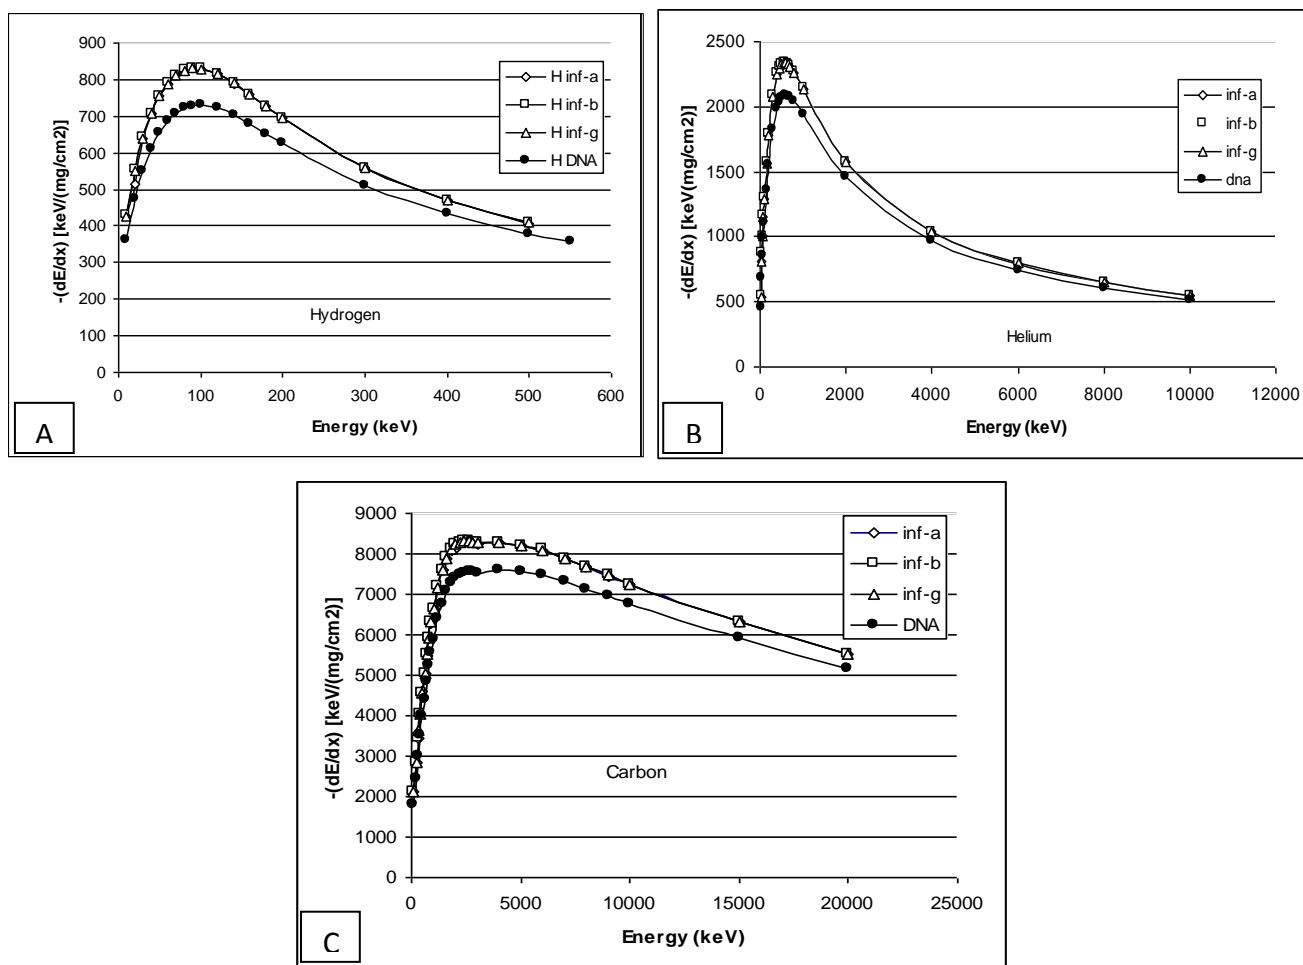 900
800
700
600
500
400
300
200
100
0
-(dE/dx) [keV/(mg/cm2)]
H inf-a
H inf-b
H inf-g
H DNA
Hydrogen
0 100 200 300 400 500 600
Energy (keV)
A
2500
2000
1500
1000
500
0
-(dE/dx) [keV(mg/cm2)]
inf-a
inf-b
inf-g
dna
Helium
0 2000 4000 6000 8000 10000 12000
Energy (keV)
B
9000
8000
7000
6000
5000
4000
3000
2000
1000
0
-(dE/dx) [keV/(mg/cm2)]
inf-a
inf-b
inf-g
DNA
Carbon
0 5000 10000 15000 20000 25000
Energy (keV)
C